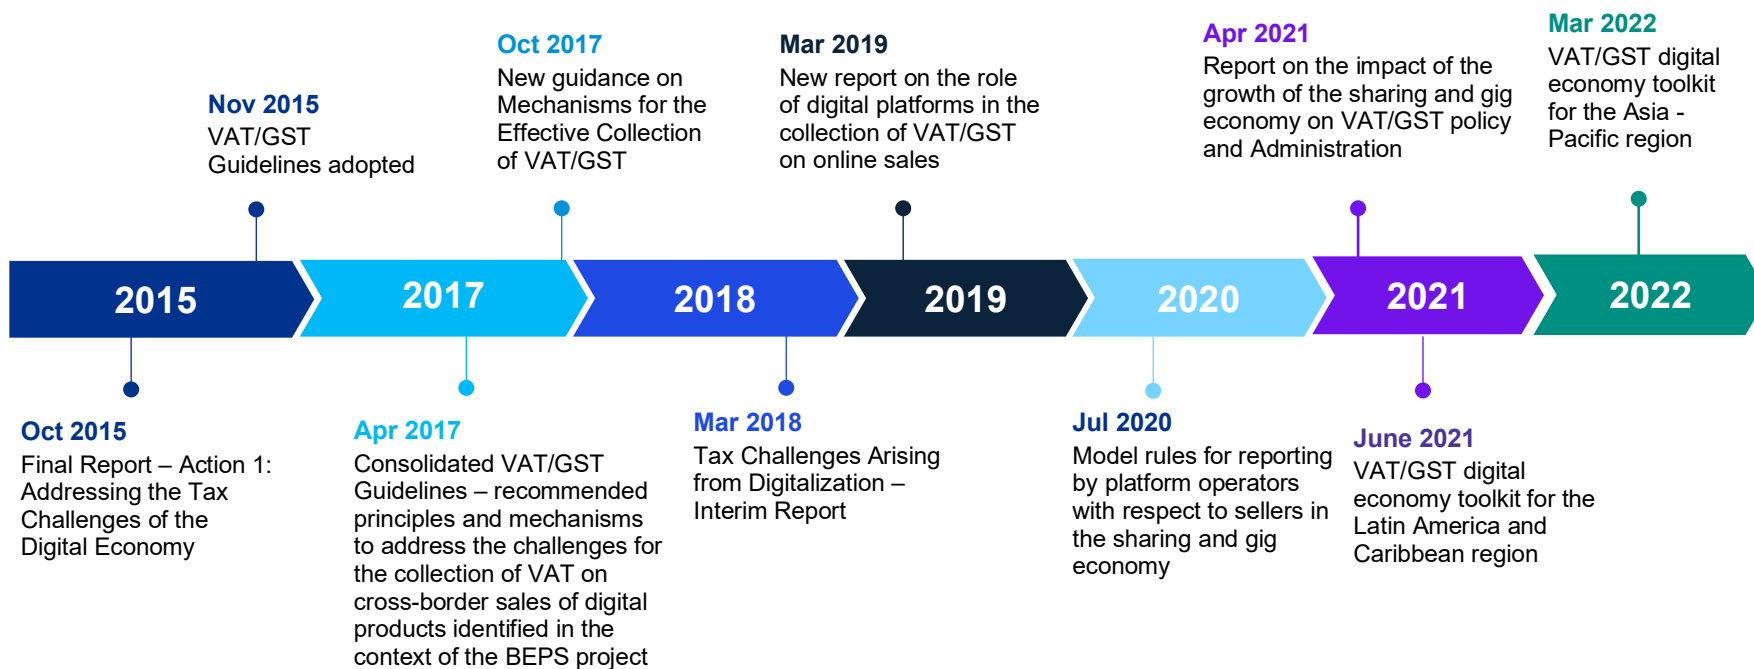 Nov 2015
VAT/GST
Guidelines adopted
Oct 2017
New guidance on
Mechanisms for the
Effective Collection
of VAT/GST
Mar 2019
New report on the role
of digital platforms in the
collection of VAT/GST
on online sales
Apr 2021
Report on the impact of the
growth of the sharing and gig
economy on VAT/GST policy
and Administration
Mar 2022
VAT/GST digital
economy toolkit
for the Asia -
Pacific region
2015
2017
2018
2019
2020
2021
2022
Oct 2015
Final Report – Action 1:
Addressing the Tax
Challenges of the
Digital Economy
Apr 2017
Consolidated VAT/GST
Guidelines – recommended
principles and mechanisms
to address the challenges for
the collection of VAT on
cross-border sales of digital
products identified in the
context of the BEPS project
Mar 2018
Tax Challenges Arising
from Digitalization –
Interim Report
Jul 2020
Model rules for reporting
by platform operators
with respect to sellers in
the sharing and gig
economy
June 2021
VAT/GST digital
economy toolkit for the
Latin America and
Caribbean region